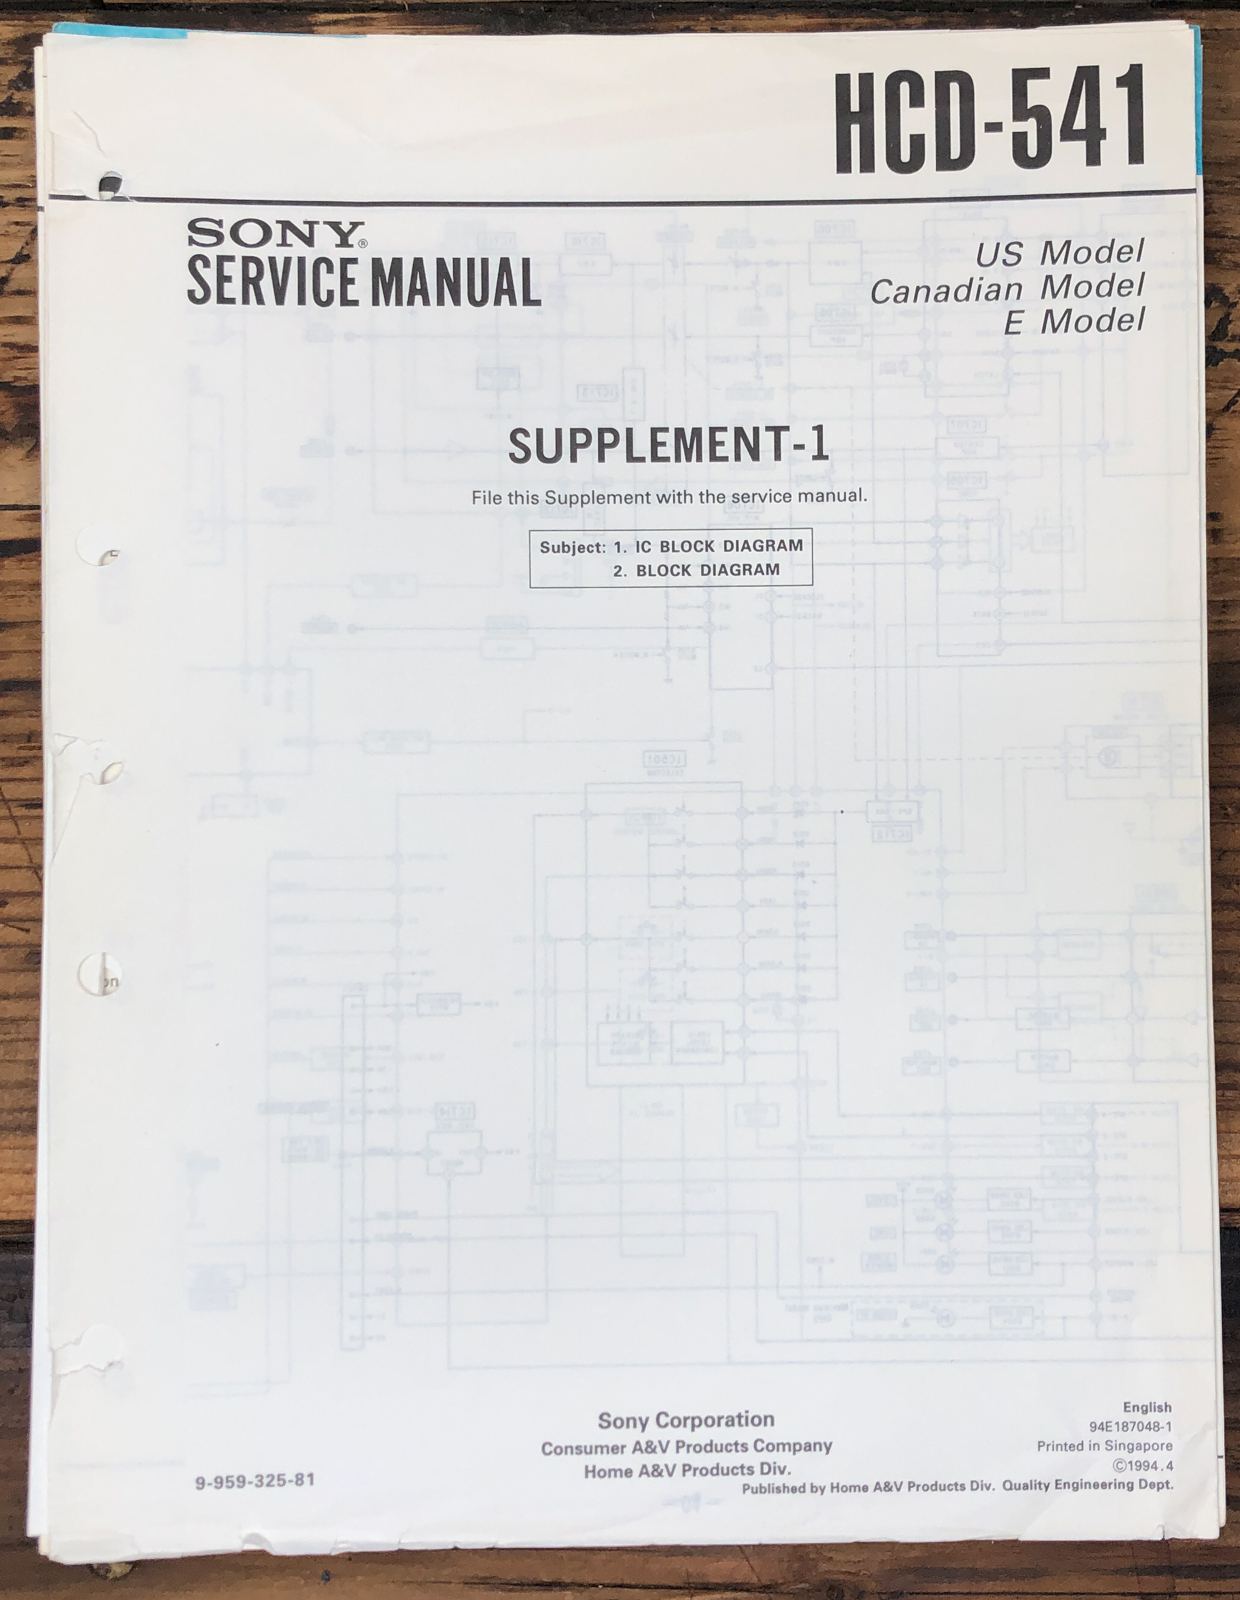 HCD-541
SONY®
SERVICE MANUAL
US Model
Canadian Model
E Model
SUPPLEMENT-1
File this Supplement with the service manual.
Subject: 1. IC BLOCK DIAGRAM
2. BLOCK DIAGRAM
Sony Corporation
Consumer A&V Products Company
Home A&V Products Div.
9-959-325-81
English
94E187048-1
Printed in Singapore
©1994.4
Published by Home A&V Products Div. Quality Engineering Dept.